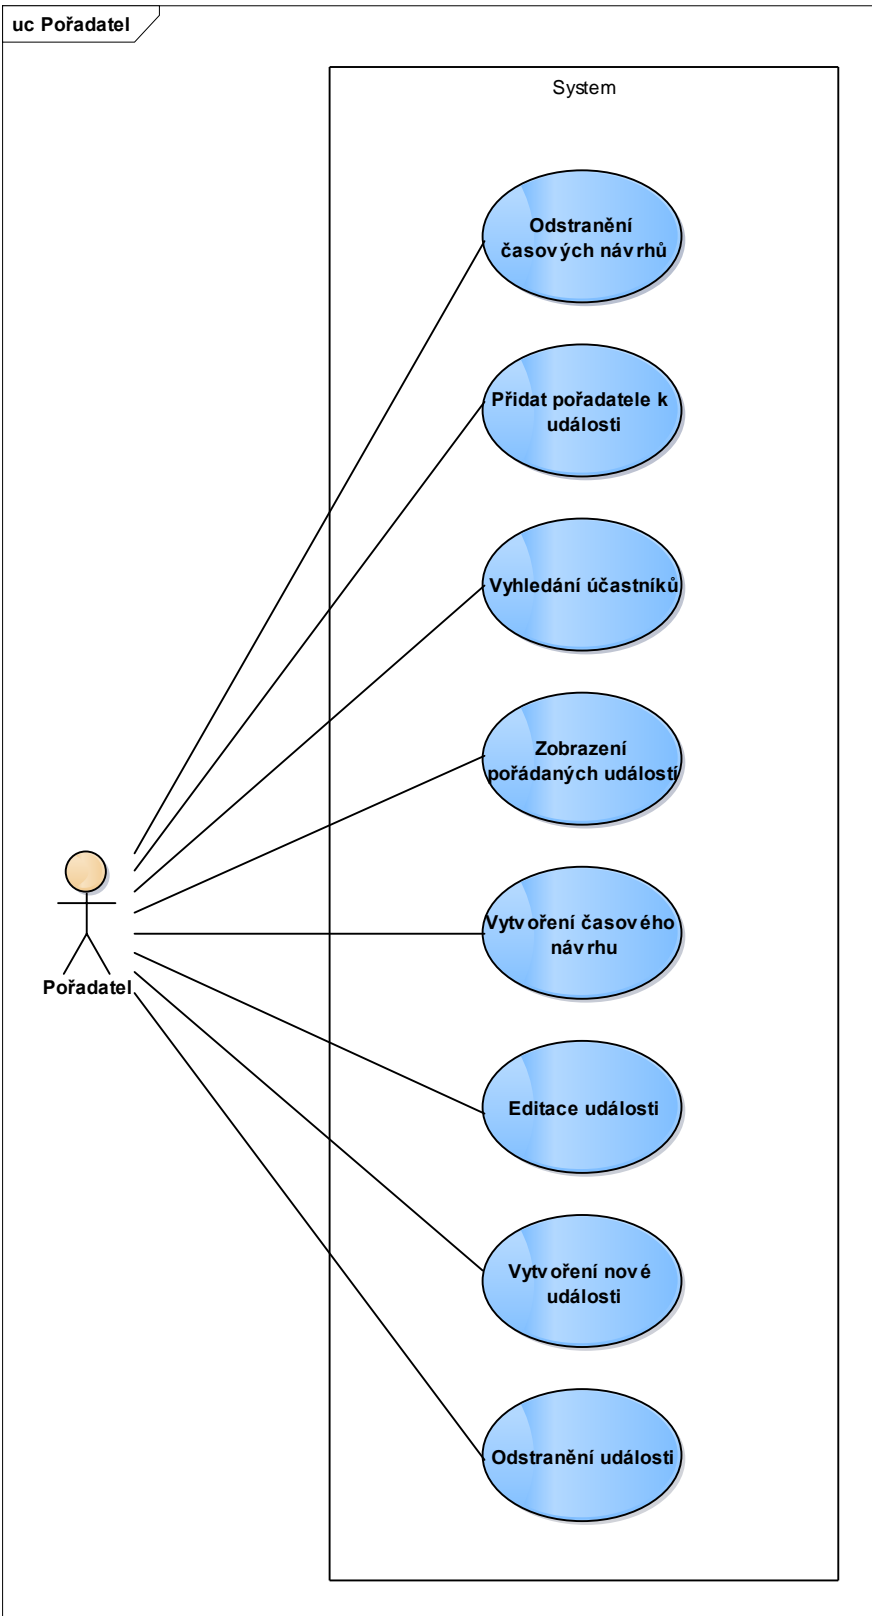 uc Pořadatel
System
Odstranění
časových návrhů
Přidat pořadatele k
události
Vyhledání účastníků
Zobrazení
pořádaných událostí
Vytvoření časového
návrhu
Pořadatel
Editace události
Vytvoření nové
události
Odstranění události